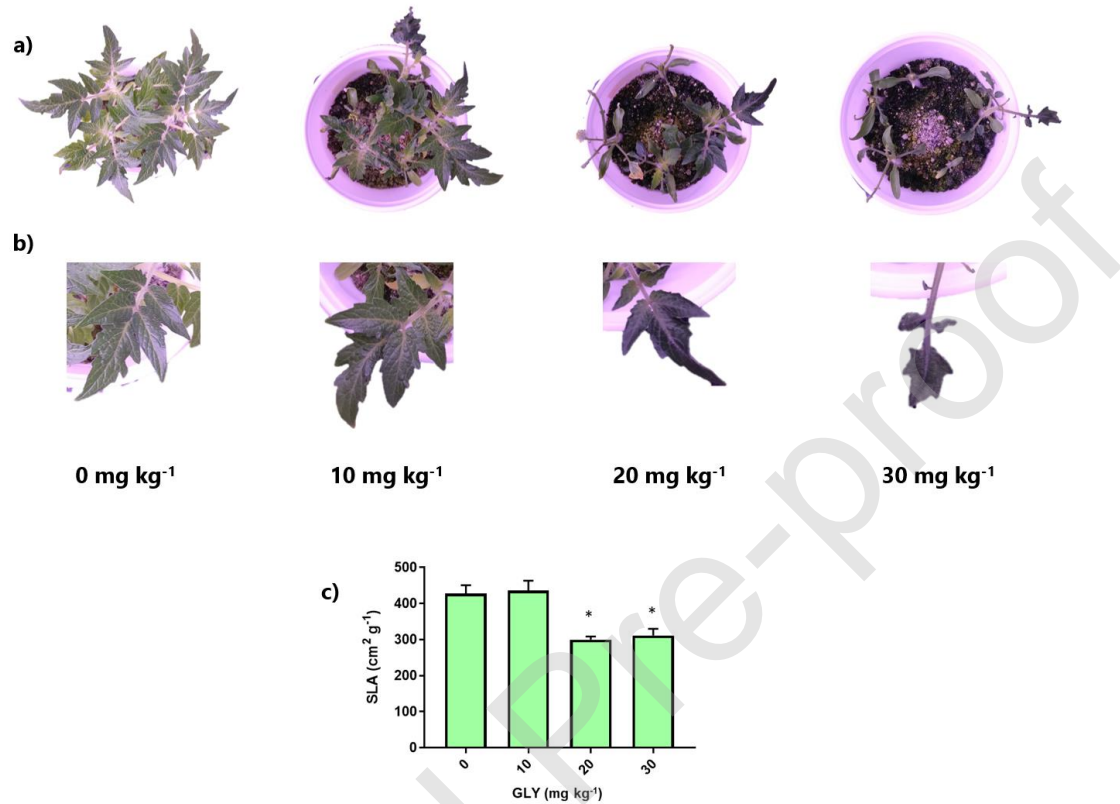 a)
b)
0 mg kg⁻¹ 10 mg kg⁻¹ 20 mg kg⁻¹ 30 mg kg⁻¹
c)
500
400
300
200
100
0
SLA (cm² g⁻¹)
* *
0 10 20 30
GLY (mg kg⁻¹)
Pre-proof